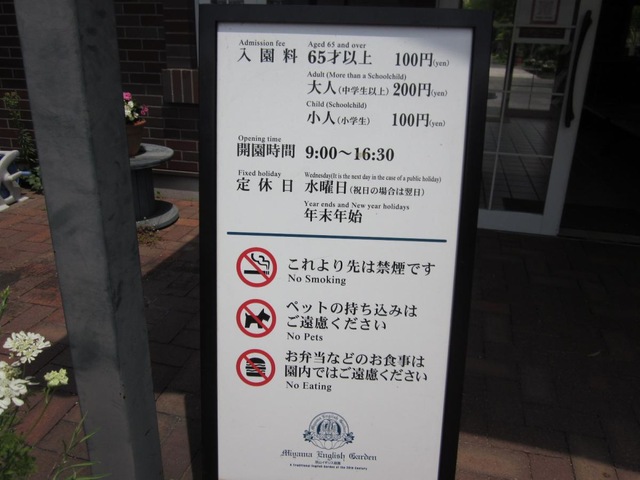 Admission fee Aged 65 and over
入園料 65才以上 100円(yen)
Adult (More than a Schoolchild)
大人(中学生以上) 200円(yen)
Child (Schoolchild)
小人(小学生) 100円(yen)
Opening time
開園時間 9:00〜16:30
Fixed holiday Wednesday(It is the next day in the case of a public holiday)
定休日 水曜日(祝日の場合は翌日)
Year ends and New year holidays
年末年始
これより先は禁煙です
No Smoking
ペットの持ち込みは
ご遠慮ください
No Pets
お弁当などのお食事は
園内ではご遠慮ください
No Eating
Miyama English Garden
A Traditional English Garden of the 20th Century